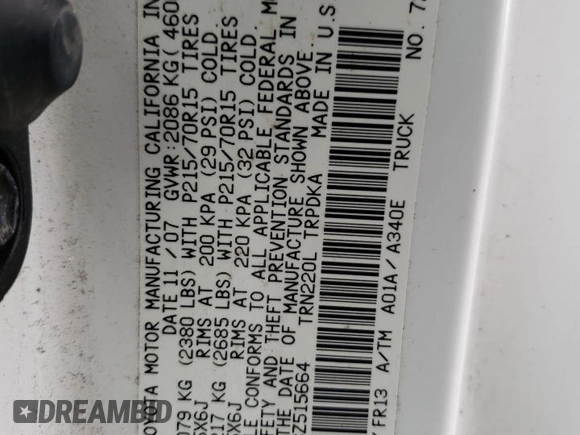 TOYOTA MOTOR MANUFACTURING CALIFORNIA IN
DATE 11 / 07 GVWR: 2086 KG( 460
079 KG (2380 LBS) WITH P215/70R15 TIRES
5X6J RIMS AT 200 KPA (29 PSI) COLD
217 KG (2685 LBS) WITH P215/70R15 TIRES
5X6J RIMS AT 220 KPA (32 PSI) COLD.
LE CONFORMS TO ALL APPLICABLE FEDERAL M
FETY AND THEFT PREVENTION STANDARDS IN
THE DATE OF MANUFACTURE SHOWN ABOVE.
Z515664 TRN220L TRPDKA MADE IN U.S
FR13 A/TM A01A / A340E TRUCK NO. 7
DREAMBID